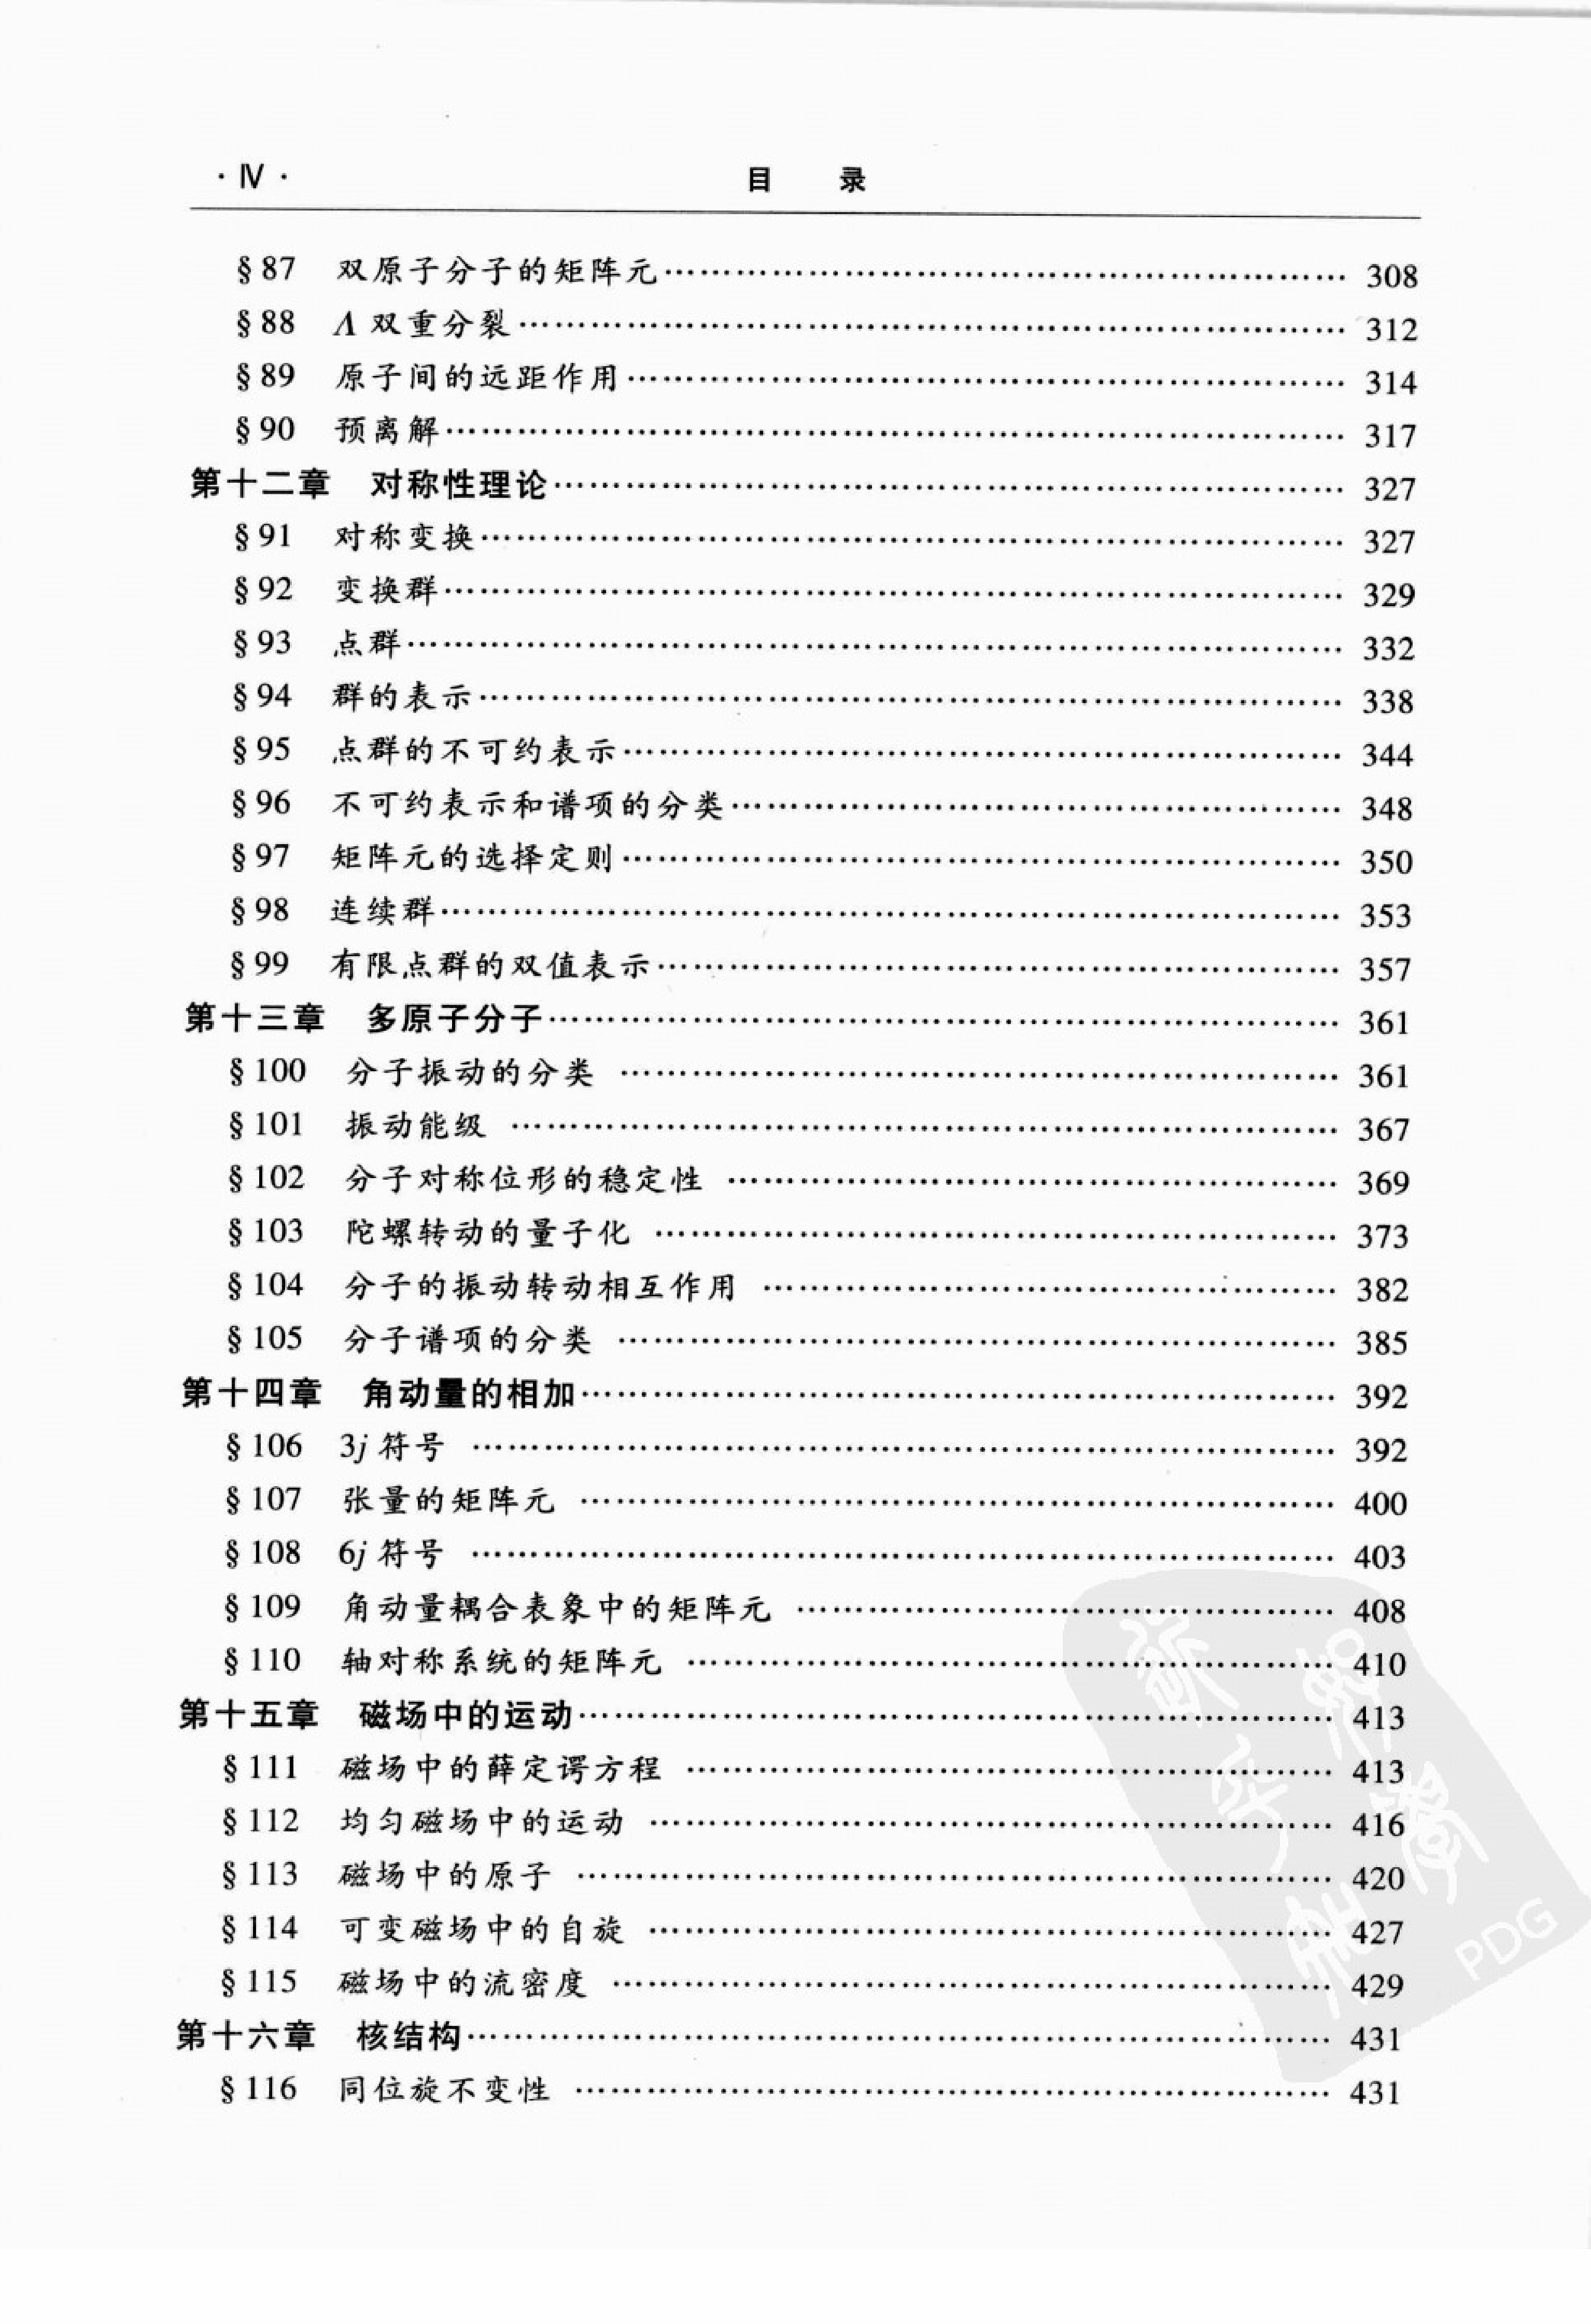 · Ⅳ · 目 录
§87 双原子分子的矩阵元…… 308
§88 Λ双重分裂…… 312
§89 原子间的远距作用…… 314
§90 预离解…… 317
第十二章 对称性理论…… 327
§91 对称变换…… 327
§92 变换群…… 329
§93 点群…… 332
§94 群的表示…… 338
§95 点群的不可约表示…… 344
§96 不可约表示和谱项的分类…… 348
§97 矩阵元的选择定则…… 350
§98 连续群…… 353
§99 有限点群的双值表示…… 357
第十三章 多原子分子…… 361
§100 分子振动的分类…… 361
§101 振动能级…… 367
§102 分子对称位形的稳定性…… 369
§103 陀螺转动的量子化…… 373
§104 分子的振动转动相互作用…… 382
§105 分子谱项的分类…… 385
第十四章 角动量的相加…… 392
§106 3j符号…… 392
§107 张量的矩阵元…… 400
§108 6j符号…… 403
§109 角动量耦合表象中的矩阵元…… 408
§110 轴对称系统的矩阵元…… 410
第十五章 磁场中的运动…… 413
§111 磁场中的薛定谔方程…… 413
§112 均匀磁场中的运动…… 416
§113 磁场中的原子…… 420
§114 可变磁场中的自旋…… 427
§115 磁场中的流密度…… 429
第十六章 核结构…… 431
§116 同位旋不变性…… 431
PDG